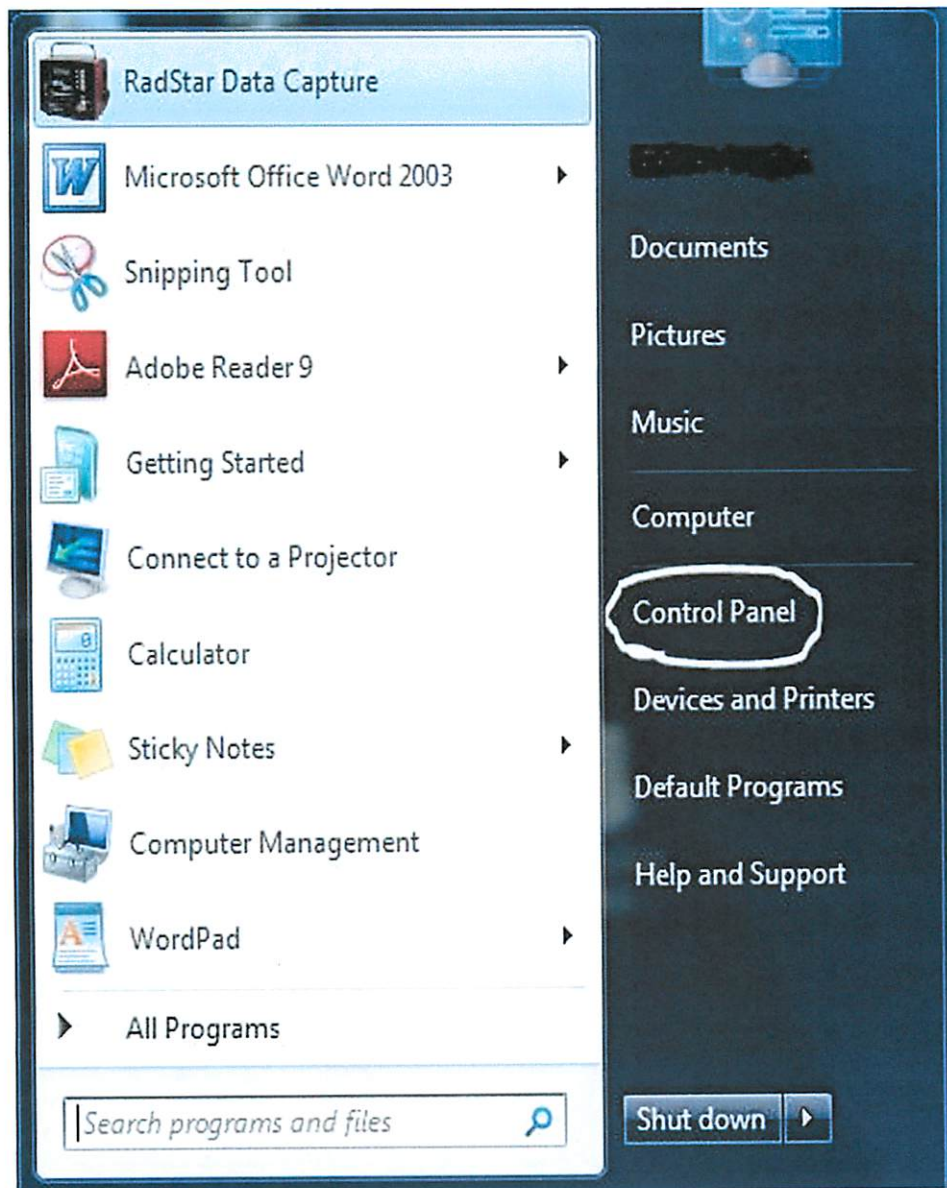 RadStar Data Capture
Microsoft Office Word 2003
Snipping Tool
Adobe Reader 9
Getting Started
Connect to a Projector
Calculator
Sticky Notes
Computer Management
WordPad
All Programs
Search programs and files
Documents
Pictures
Music
Computer
Control Panel
Devices and Printers
Default Programs
Help and Support
Shut down